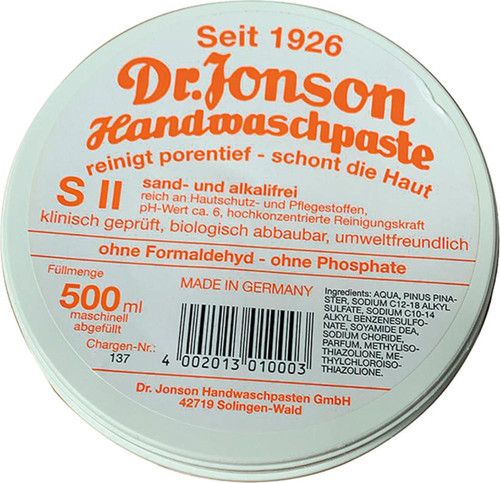 Seit 1926
Dr. Jonson
Handwaschpaste
reinigt porentief - schont die Haut
S II
sand- und alkalifrei
reich an Hautschutz- und Pflegestoffen,
pH-Wert ca. 6, hochkonzentrierte Reinigungskraft
klinisch geprüft, biologisch abbaubar, umweltfreundlich
ohne Formaldehyd - ohne Phosphate
Füllmenge
500 ml
maschinell
abgefüllt
Chargen-Nr.:
137
MADE IN GERMANY
4 002013 010003
Ingredients: AQUA, PINUS PINA-
STER, SODIUM C12-18 ALKYL
SULFATE, SODIUM C10-14
ALKYL BENZENESULFO-
NATE, SOYAMIDE DEA,
SODIUM CHORIDE,
PARFUM, METHYLISO-
THIAZOLIONE, ME-
THYLCHLOROISO-
THIAZOLIONE.
Dr. Jonson Handwaschpasten GmbH
42719 Solingen-Wald